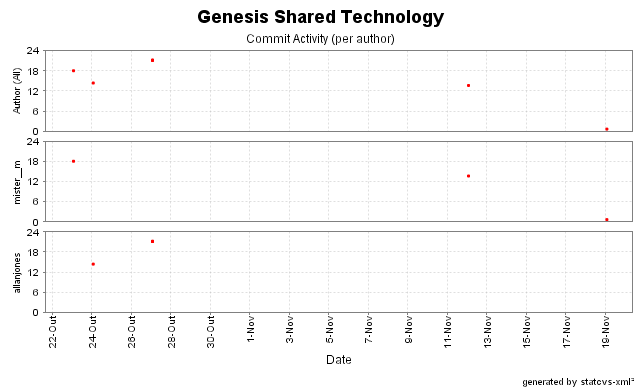 Genesis Shared Technology
Commit Activity (per author)
Author (All)
24
18
12
6
0
mister__m
24
18
12
6
0
allanjones
24
18
12
6
0
22-Out
24-Out
26-Out
28-Out
30-Out
1-Nov
3-Nov
5-Nov
7-Nov
9-Nov
11-Nov
13-Nov
15-Nov
17-Nov
19-Nov
Date
generated by statcvs-xml²